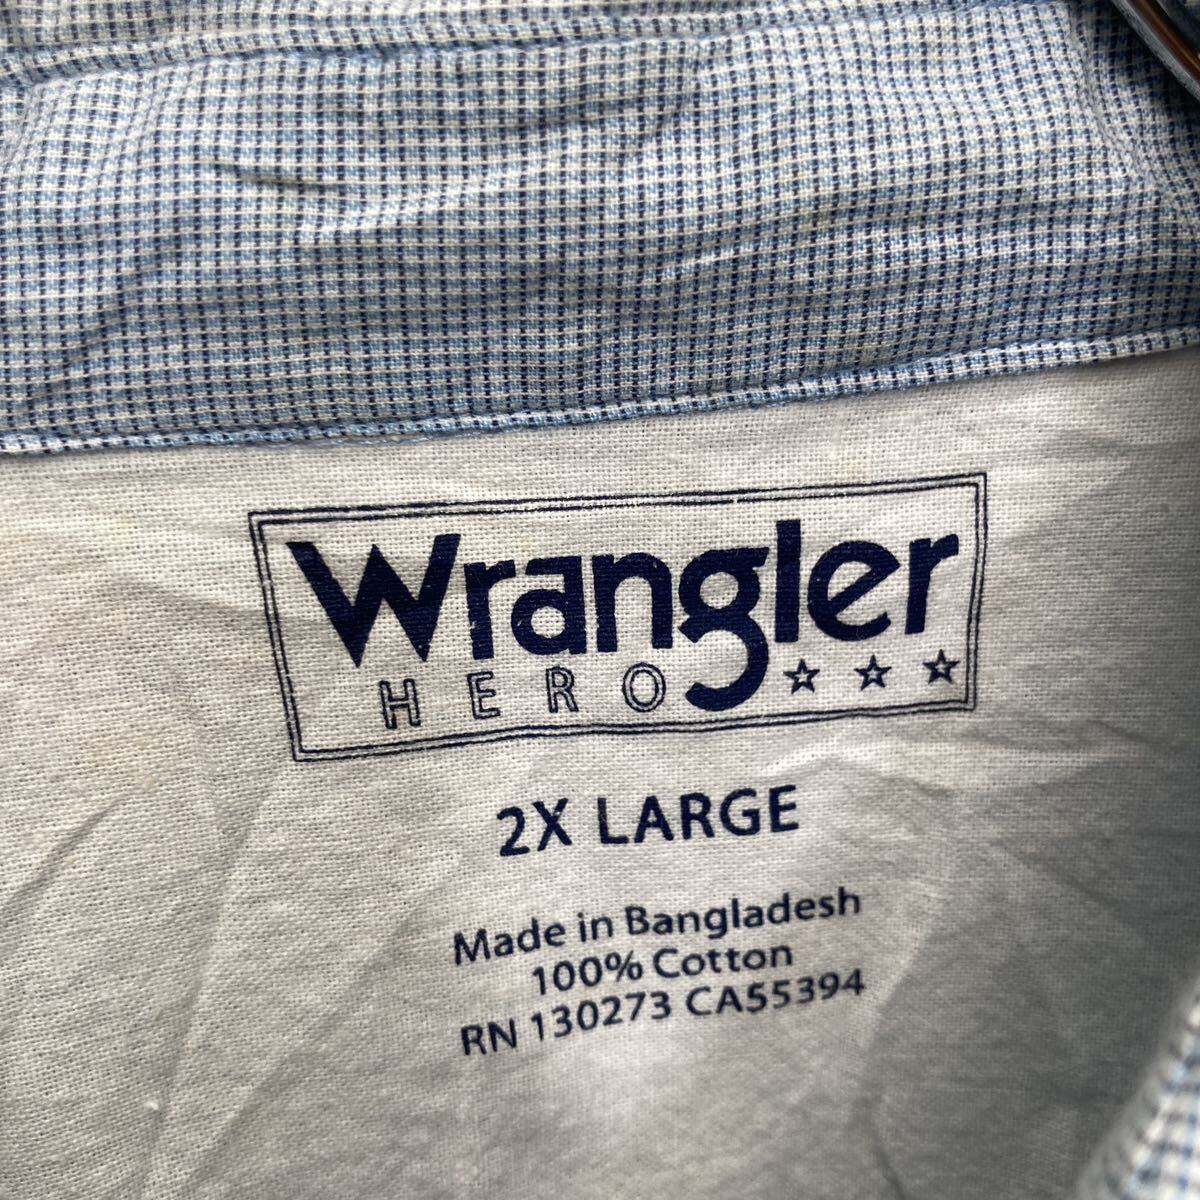 Wrangler
HERO ☆ ☆ ☆
2X LARGE
Made in Bangladesh
100% Cotton
RN 130273 CA55394